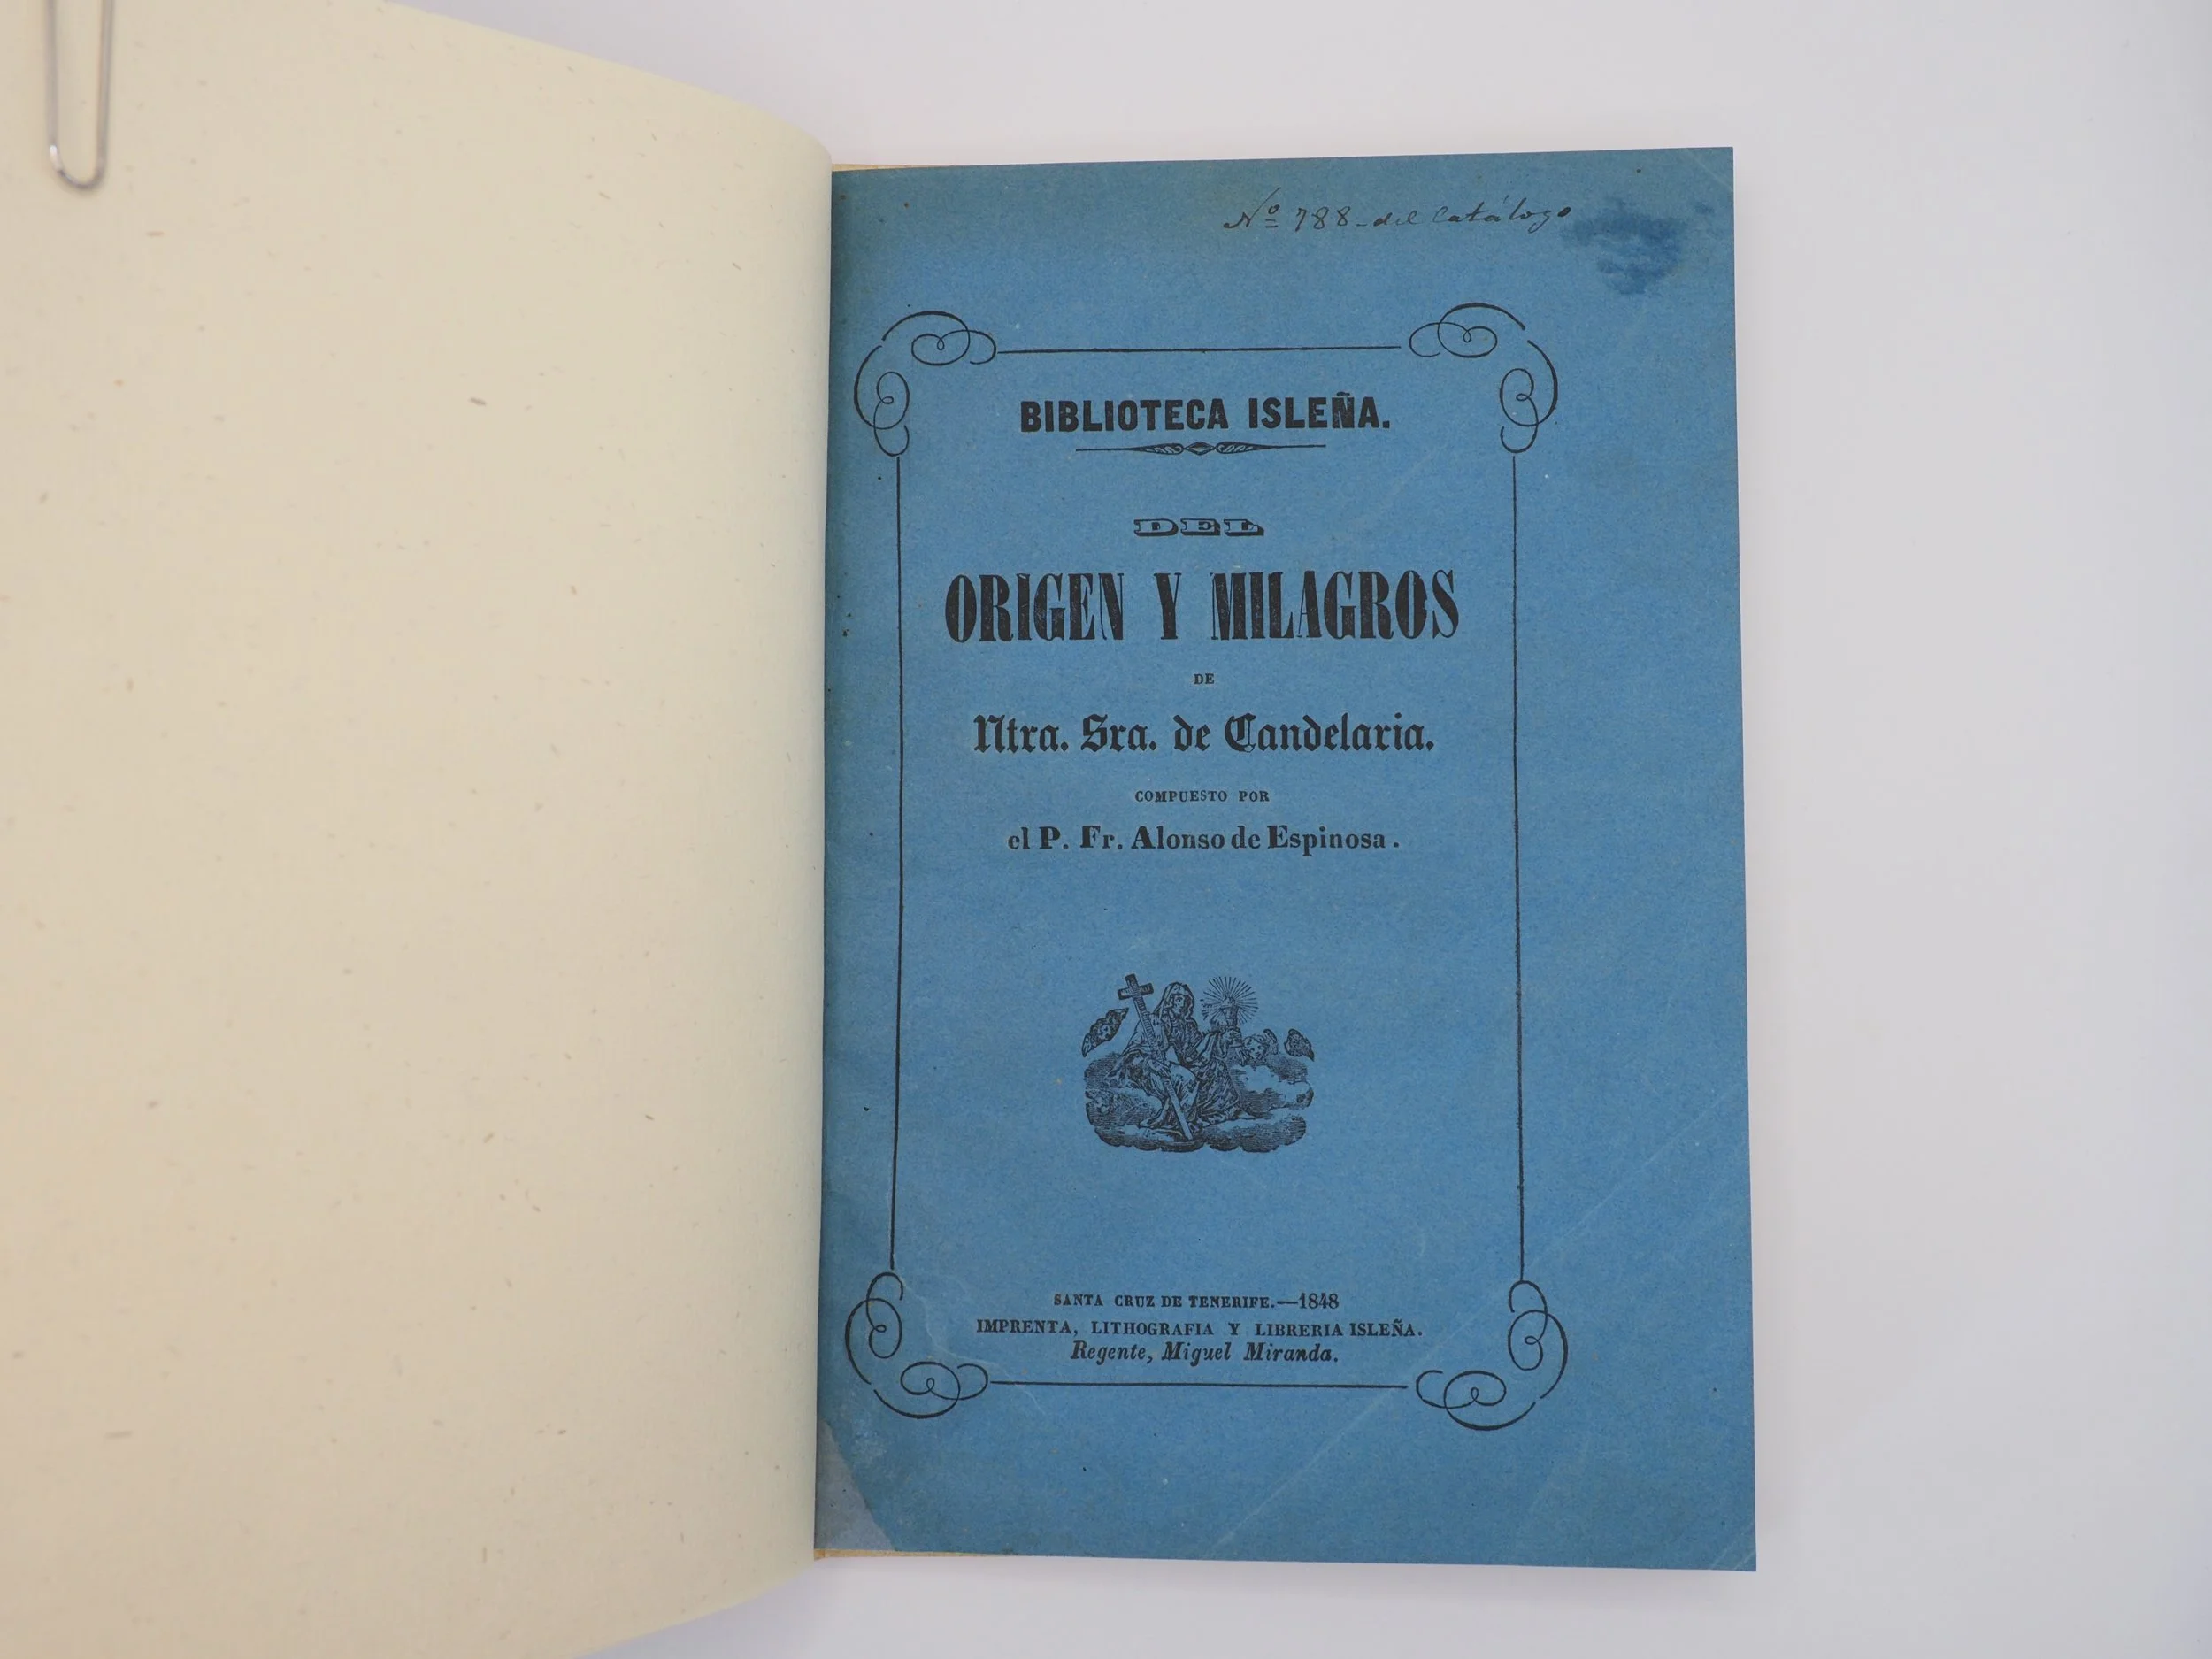 Nº 788 - del Catálogo
BIBLIOTECA ISLEÑA.
DEL
ORIGEN Y MILAGROS
DE
Ntra. Sra. de Candelaria.
COMPUESTO POR
el P. Fr. Alonso de Espinosa.
SANTA CRUZ DE TENERIFE.—1848
IMPRENTA, LITHOGRAFIA Y LIBRERIA ISLEÑA.
Regente, Miguel Miranda.